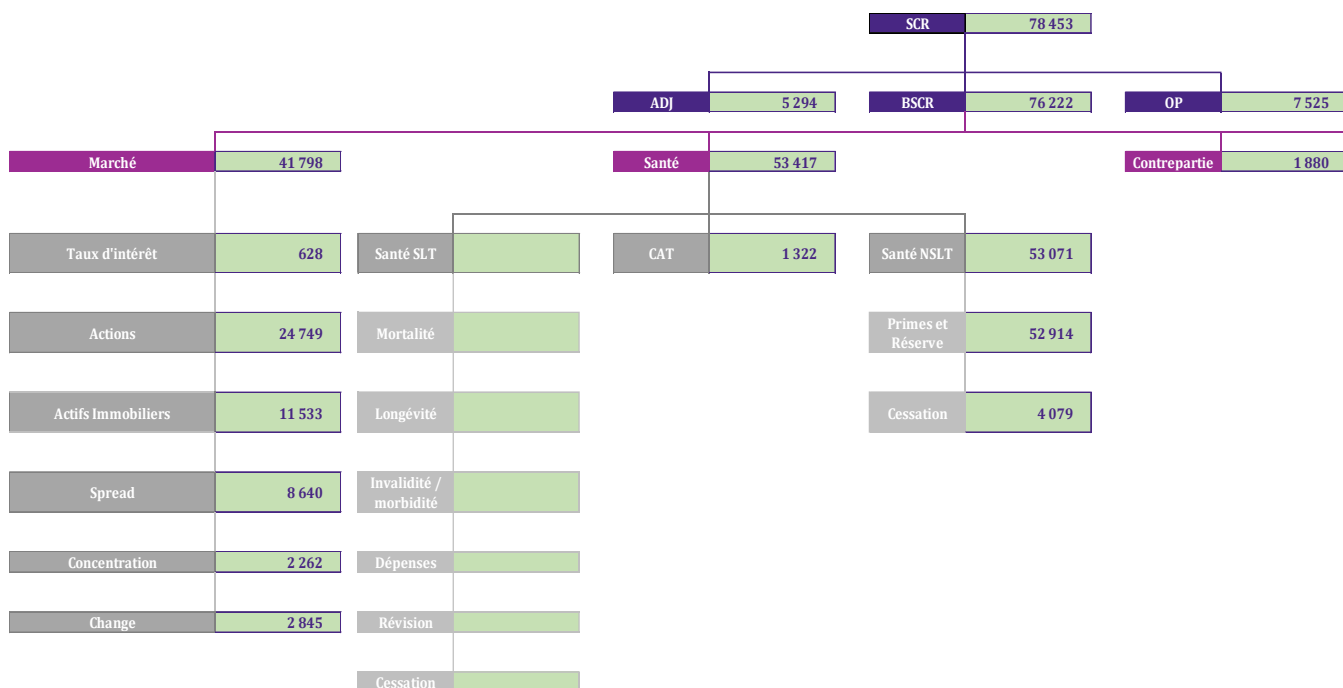 SCR 78 453
ADJ 5 294 BSCR 76 222 OP 7 525
Marché 41 798 Santé 53 417 Contrepartie 1 880
Taux d'intérêt 628 Santé SLT CAT 1 322 Santé NSLT 53 071
Actions 24 749 Mortalité Primes et Réserve 52 914
Actifs Immobiliers 11 533 Longévité Cessation 4 079
Spread 8 640 Invalidité / morbidité
Concentration 2 262 Dépenses
Change 2 845 Révision
Cessation